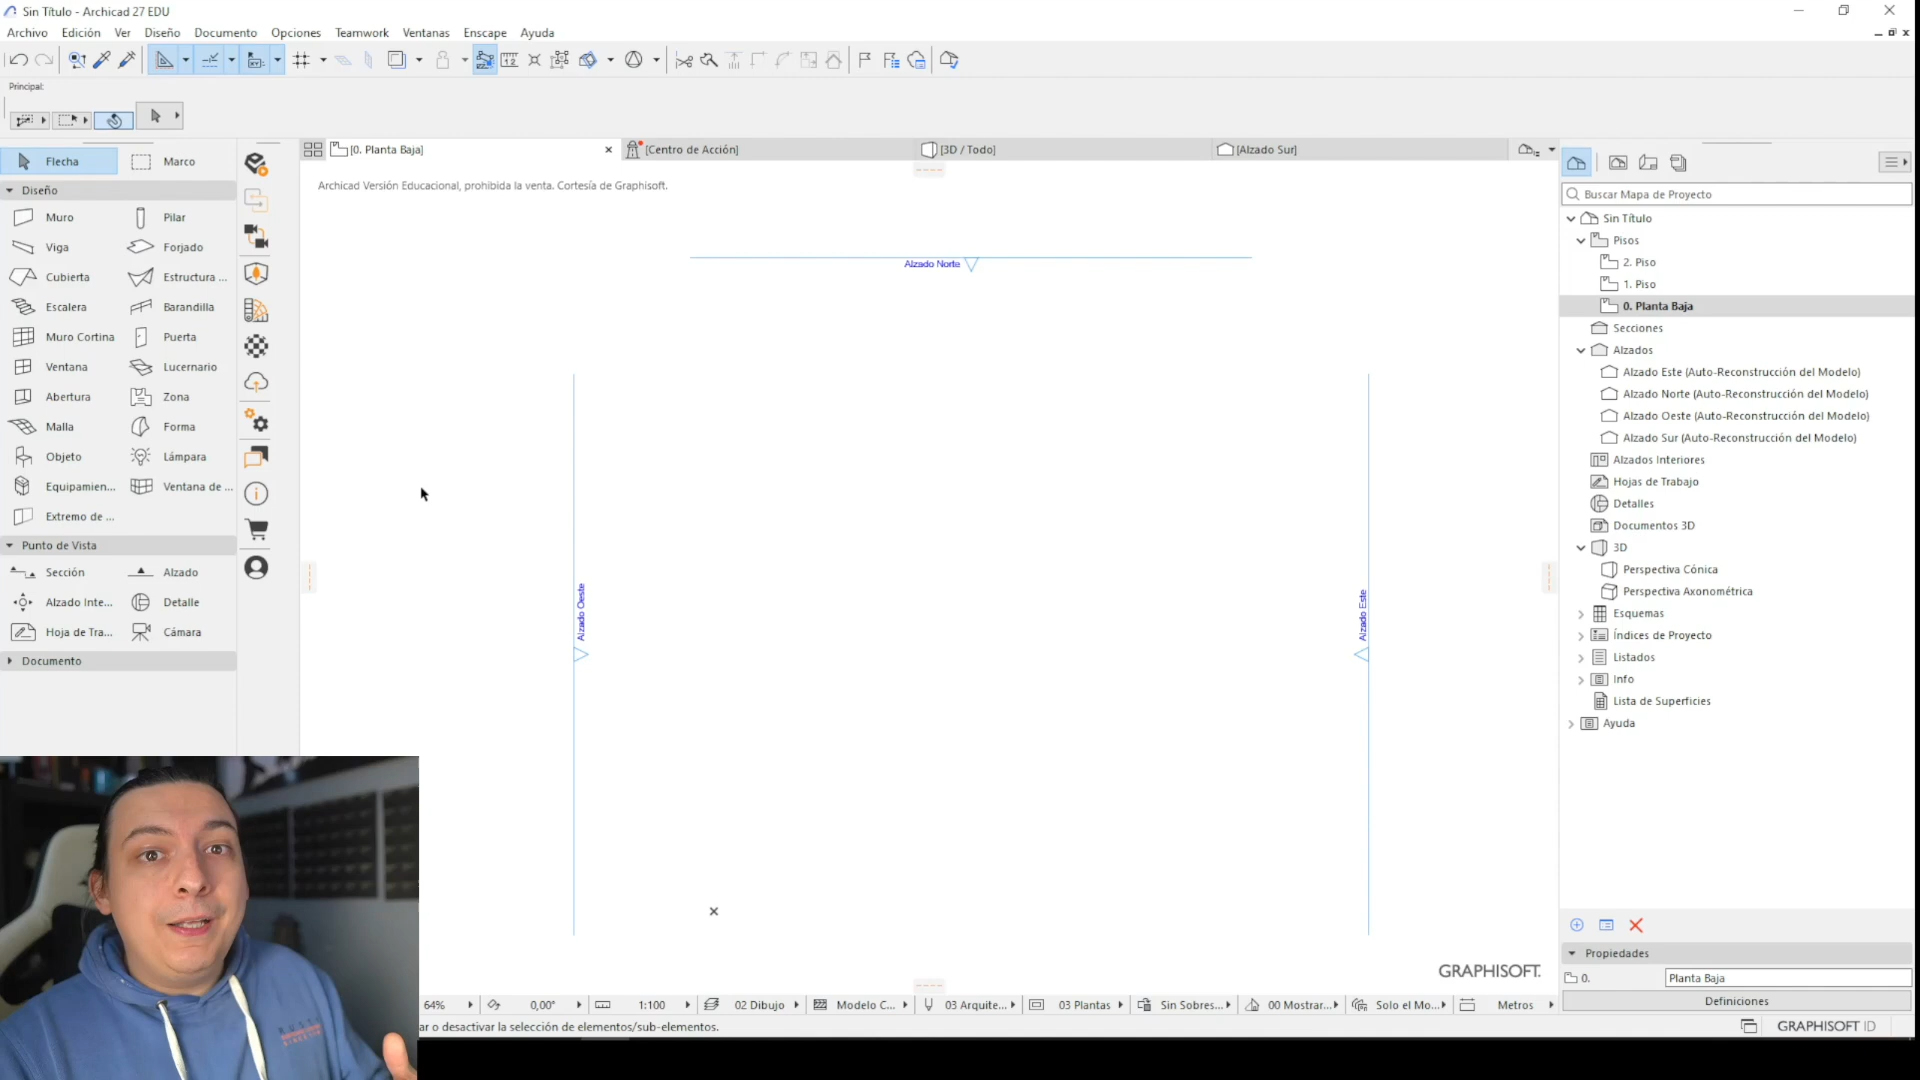 Sin Título - Archicad 27 EDU
Archivo Edición Ver Diseño Documento Opciones Teamwork Ventanas Enscape Ayuda
Principal:
[0. Planta Baja]
[Centro de Acción]
[3D / Todo]
[Alzado Sur]
Archicad Versión Educacional, prohibida la venta. Cortesía de Graphisoft.
Flecha Marco
Diseño
Muro Pilar
Viga Forjado
Cubierta Estructura ...
Escalera Barandilla
Muro Cortina Puerta
Ventana Lucernario
Abertura Zona
Malla Forma
Objeto Lámpara
Equipamien... Ventana de ...
Extremo de ...
Punto de Vista
Sección Alzado
Alzado Inte... Detalle
Hoja de Tra... Cámara
Documento
Alzado Norte
Alzado Oeste
Alzado Este
GRAPHISOFT.
Buscar Mapa de Proyecto
Sin Título
Pisos
2. Piso
1. Piso
0. Planta Baja
Secciones
Alzados
Alzado Este (Auto-Reconstrucción del Modelo)
Alzado Norte (Auto-Reconstrucción del Modelo)
Alzado Oeste (Auto-Reconstrucción del Modelo)
Alzado Sur (Auto-Reconstrucción del Modelo)
Alzados Interiores
Hojas de Trabajo
Detalles
Documentos 3D
3D
Perspectiva Cónica
Perspectiva Axonométrica
Esquemas
Índices de Proyecto
Listados
Info
Lista de Superficies
Ayuda
Propiedades
0. Planta Baja
Definiciones
64% 0,00° 1:100 02 Dibujo Modelo C... 03 Arquite... 03 Plantas Sin Sobres... 00 Mostrar... Solo el Mo... Metros
ar o desactivar la selección de elementos/sub-elementos.
GRAPHISOFT ID